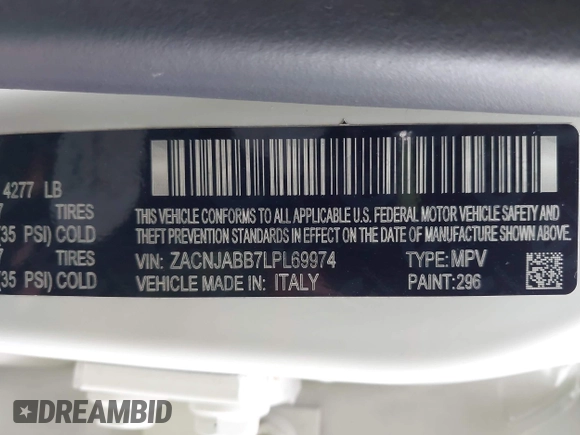 4277 LB
TIRES
(35 PSI) COLD
TIRES
(35 PSI) COLD
THIS VEHICLE CONFORMS TO ALL APPLICABLE U.S. FEDERAL MOTOR VEHICLE SAFETY AND
THEFT PREVENTION STANDARDS IN EFFECT ON THE DATE OF MANUFACTURE SHOWN ABOVE.
VIN: ZACNJABB7LPL69974 TYPE: MPV
VEHICLE MADE IN: ITALY PAINT:296
DREAMBID